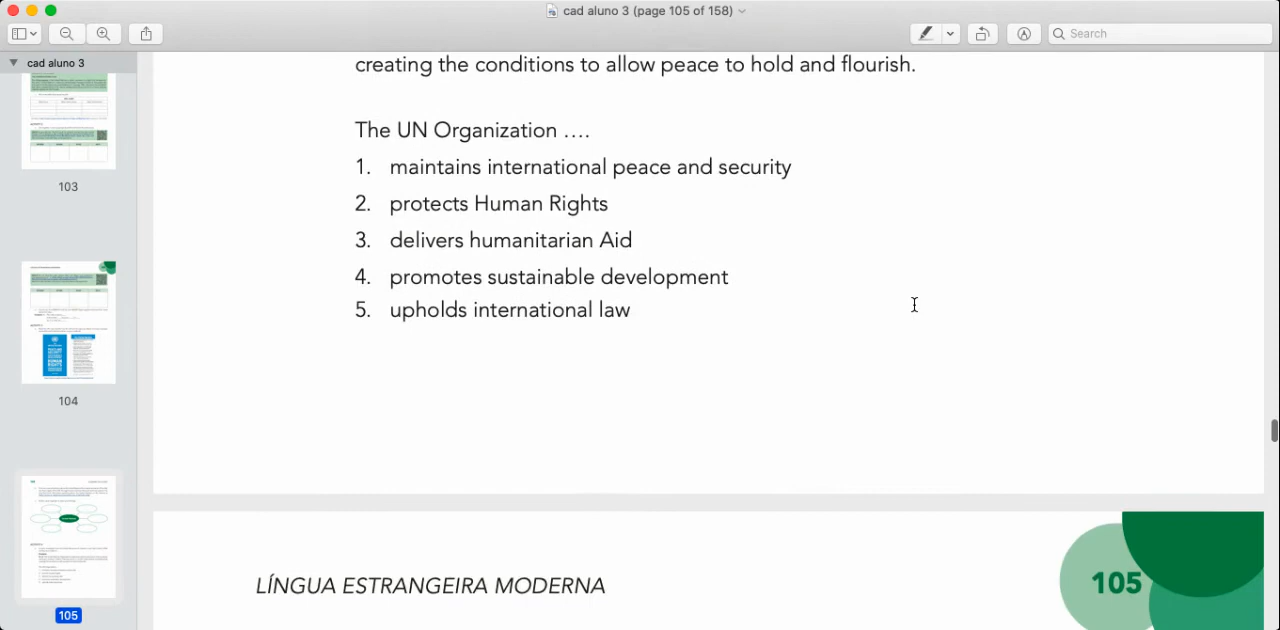 cad aluno 3 (page 105 of 158)
Search
cad aluno 3
103
104
105
creating the conditions to allow peace to hold and flourish.
The UN Organization ....
1. maintains international peace and security
2. protects Human Rights
3. delivers humanitarian Aid
4. promotes sustainable development
5. upholds international law
LÍNGUA ESTRANGEIRA MODERNA
105